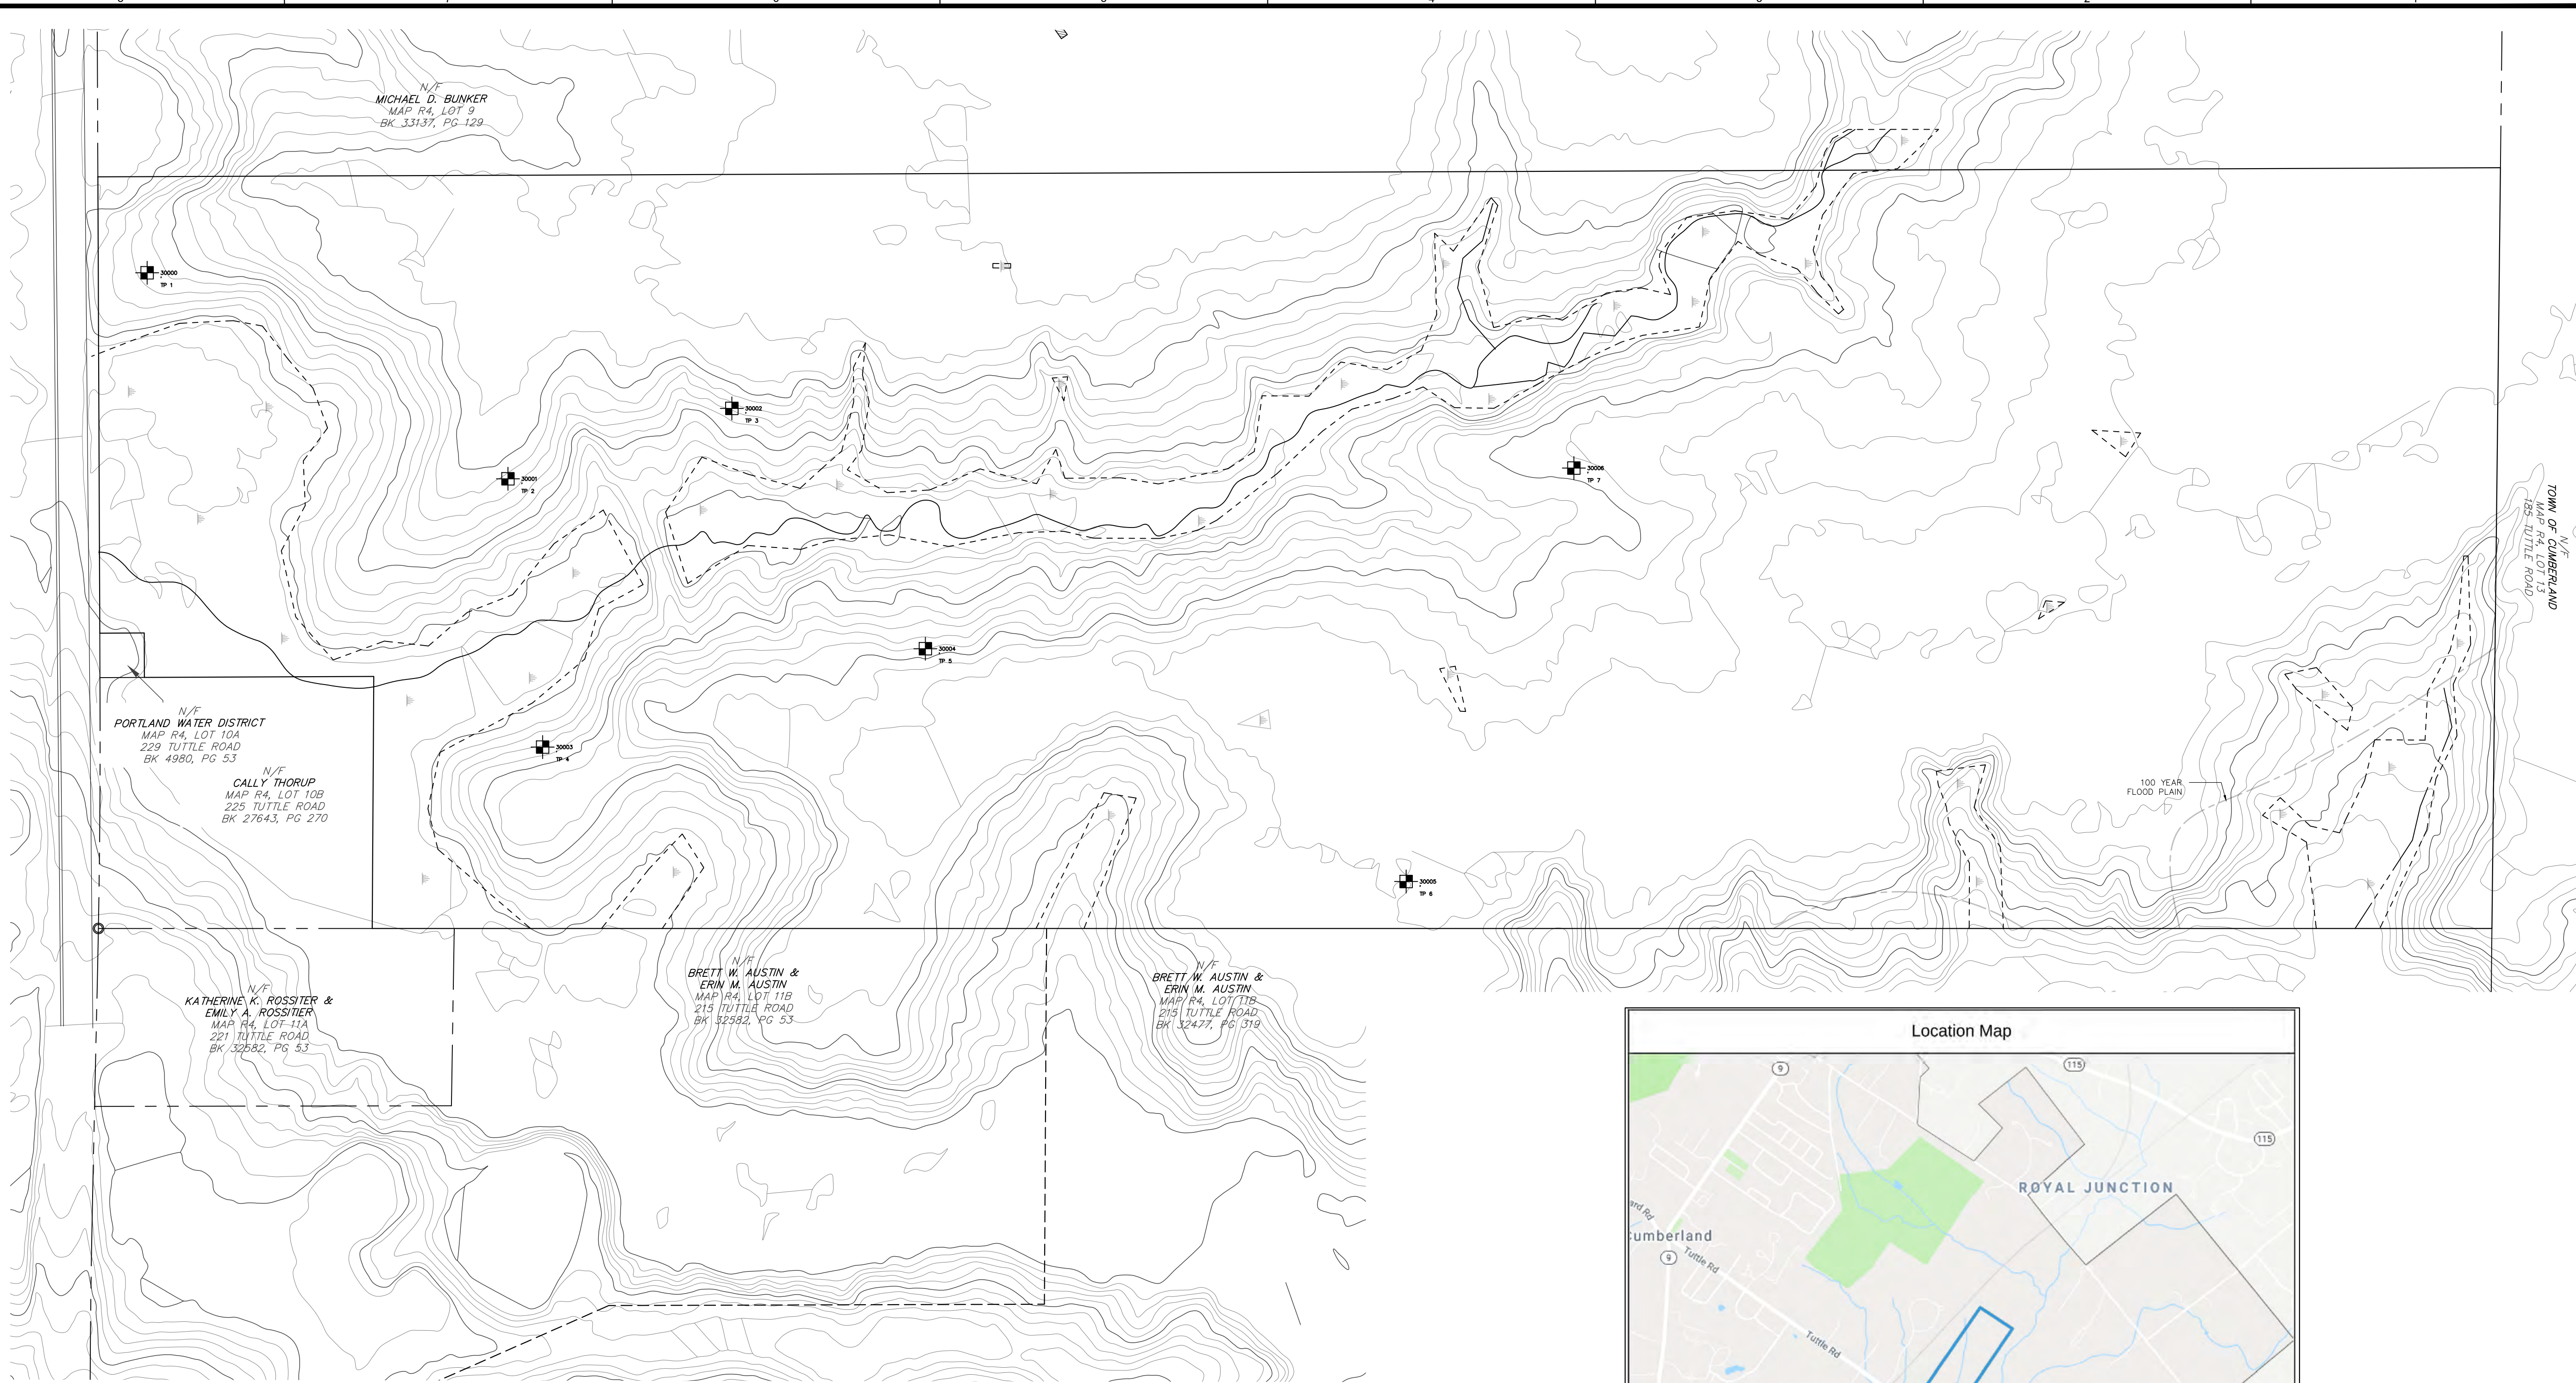 N/F
MICHAEL D. BUNKER
MAP R4, LOT 9
BK 33137, PG 129
30000
TP 1
30002
TP 3
30001
TP 2
30006
TP 7
N/F
TOWN OF CUMBERLAND
MAP R4, LOT 13
185 TUTTLE ROAD
30004
TP 5
N/F
PORTLAND WATER DISTRICT
MAP R4, LOT 10A
229 TUTTLE ROAD
BK 4980, PG 53
30003
TP 4
N/F
CALLY THORUP
MAP R4, LOT 10B
225 TUTTLE ROAD
BK 27643, PG 270
100 YEAR
FLOOD PLAIN
30005
TP 6
N/F
BRETT W. AUSTIN &
ERIN M. AUSTIN
MAP R4, LOT 11B
215 TUTTLE ROAD
BK 32582, PG 53
N/F
BRETT W. AUSTIN &
ERIN M. AUSTIN
MAP R4, LOT 11B
215 TUTTLE ROAD
BK 32477, PG 319
N/F
KATHERINE K. ROSSITER &
EMILY A. ROSSITIER
MAP R4, LOT 11A
221 TUTTLE ROAD
BK 32582, PG 53
Location Map
9
115
115
ROYAL JUNCTION
ard Rd
umberland
9
Tuttle Rd
Tuttle Rd